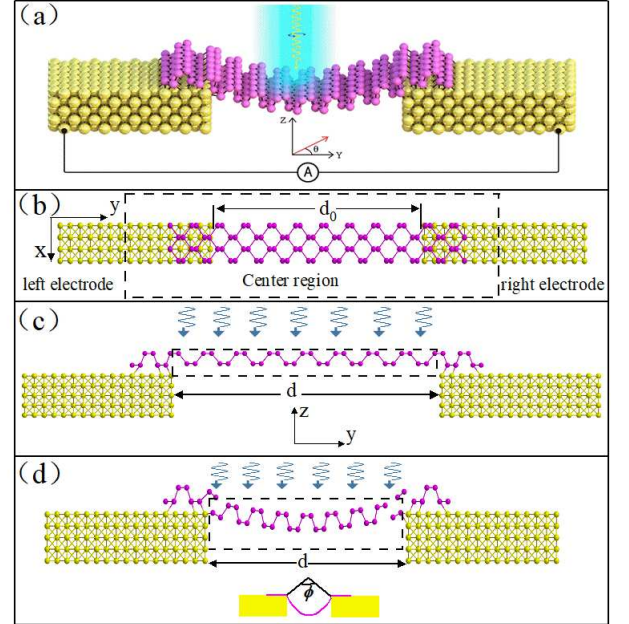 (a)
z
θ
Y
A
(b)
y
d0
x
left electrode
Center region
right electrode
(c)
d
z
y
(d)
d
ϕ